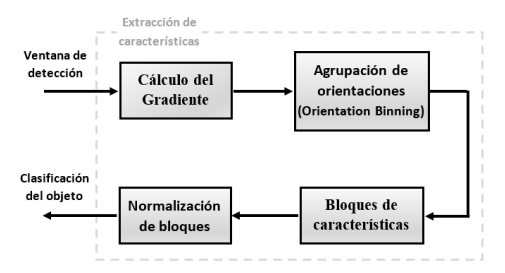 Extracción de
características
Ventana de
detección
Cálculo del
Gradiente
Agrupación de
orientaciones
(Orientation Binning)
Clasificación
del objeto
Normalización
de bloques
Bloques de
características